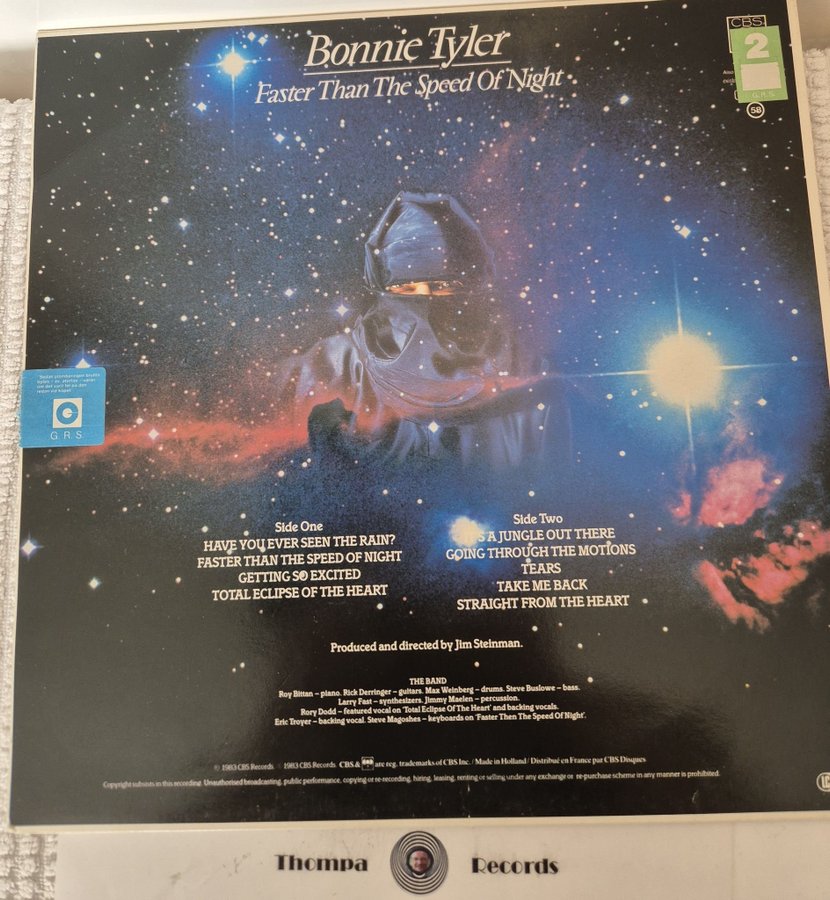 Bonnie Tyler
Faster Than The Speed Of Night
CBS
2
G.R.S
58
G.R.S.
Side One
HAVE YOU EVER SEEN THE RAIN?
FASTER THAN THE SPEED OF NIGHT
GETTING SO EXCITED
TOTAL ECLIPSE OF THE HEART
Side Two
A JUNGLE OUT THERE
GOING THROUGH THE MOTIONS
TEARS
TAKE ME BACK
STRAIGHT FROM THE HEART
Produced and directed by Jim Steinman.
THE BAND
Roy Bittan – piano. Rick Derringer – guitars. Max Weinberg – drums. Steve Buslowe – bass.
Larry Fast – synthesizers. Jimmy Maelen – percussion.
Rory Dodd – featured vocal on 'Total Eclipse Of The Heart' and backing vocals.
Eric Troyer – backing vocal. Steve Magoshes – keyboards on 'Faster Then The Speed Of Night'.
℗ 1983 CBS Records © 1983 CBS Records CBS & are reg. trademarks of CBS Inc. / Made in Holland / Distribué en France par CBS Disques
Copyright subsists in this recording. Unauthorised broadcasting, public performance, copying or re-recording, hiring, leasing, renting or selling under any exchange or re-purchase scheme in any manner is prohibited.
Thompa Records